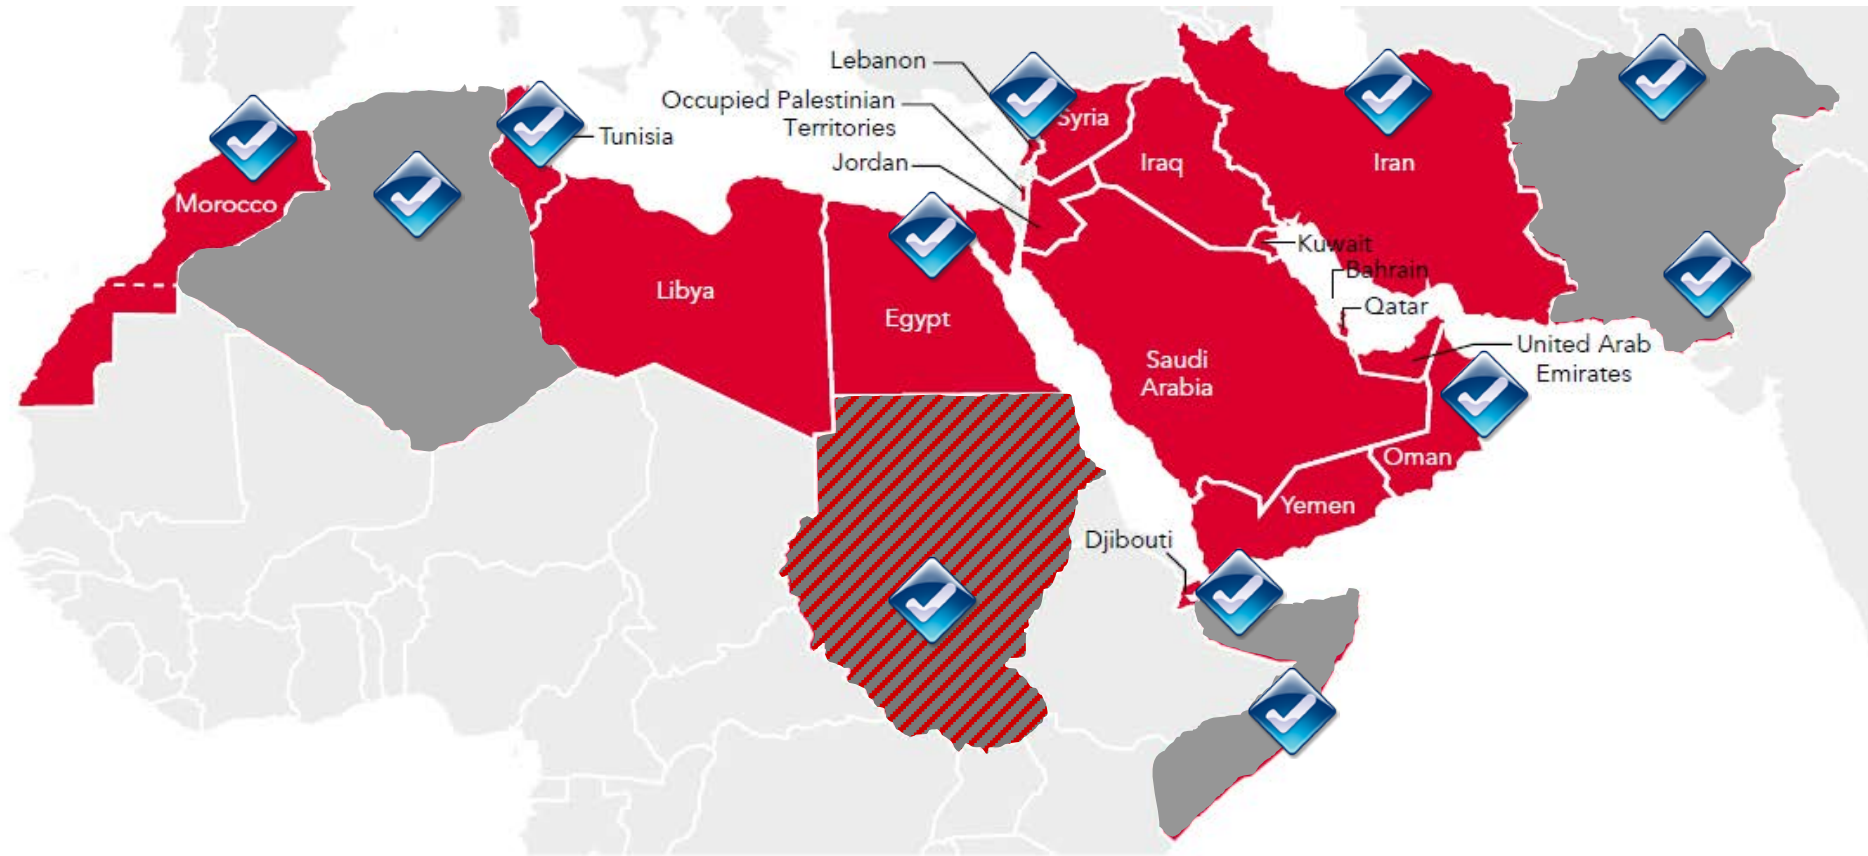 Lebanon
Occupied Palestinian
Territories
Jordan
Tunisia
Syria
Iraq
Iran
Morocco
Libya
Egypt
Kuwait
Bahrain
Qatar
United Arab
Emirates
Saudi
Arabia
Oman
Yemen
Djibouti